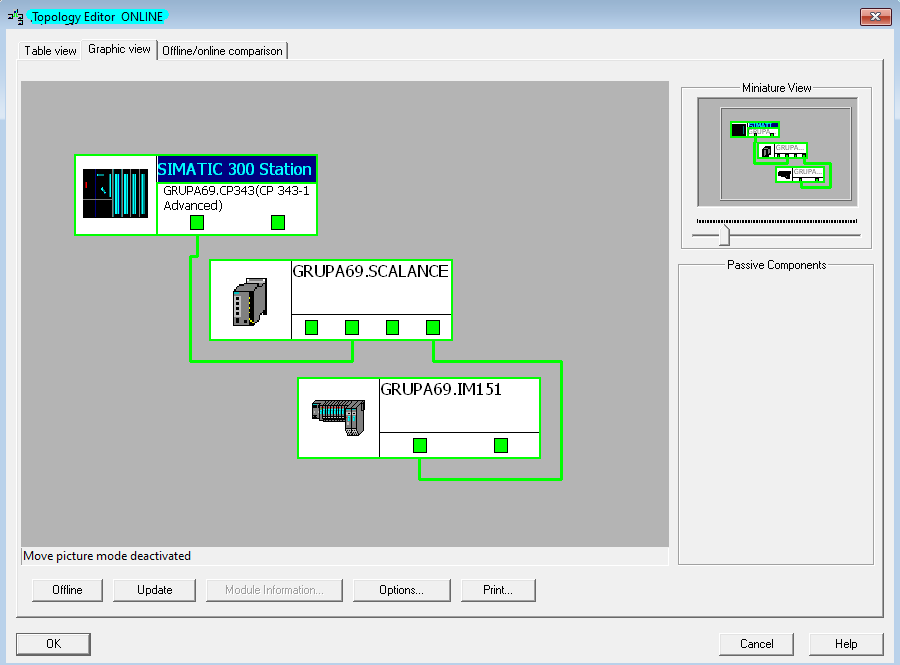 Topology Editor ONLINE
Table view
Graphic view
Offline/online comparison
SIMATIC 300 Station
GRUPA69.CP343(CP 343-1
Advanced)
GRUPA69.SCALANCE
GRUPA69.IM151
Move picture mode deactivated
Miniature View
SIMATI
GRUPA...
GRUPA...
Passive Components
Offline
Update
Module Information...
Options...
Print...
OK
Cancel
Help